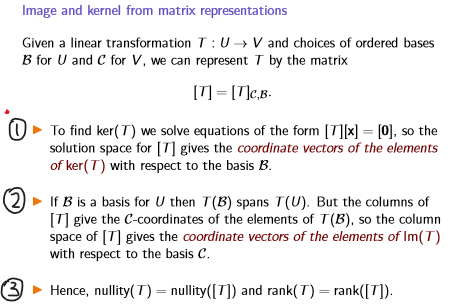 Image and kernel from matrix representations
Given a linear transformation T : U → V and choices of ordered bases
B for U and C for V, we can represent T by the matrix
[T] = [T]C,B.
① ▶ To find ker(T) we solve equations of the form [T][x] = [0], so the
solution space for [T] gives the coordinate vectors of the elements
of ker(T) with respect to the basis B.
② ▶ If B is a basis for U then T(B) spans T(U). But the columns of
[T] give the C-coordinates of the elements of T(B), so the column
space of [T] gives the coordinate vectors of the elements of Im(T)
with respect to the basis C.
③ ▶ Hence, nullity(T) = nullity([T]) and rank(T) = rank([T]).